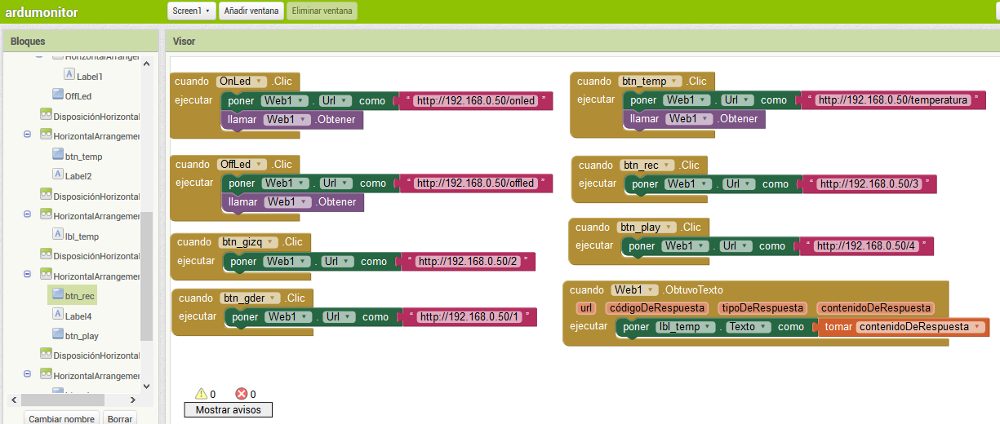 ardumonitor
Screen1 Añadir ventana Eliminar ventana
Bloques
HorizontalArrangem
Label1
OffLed
DisposiciónHorizontal
HorizontalArrangeme
btn_temp
Label2
DisposiciónHorizontal
HorizontalArrangeme
lbl_temp
DisposiciónHorizontal
HorizontalArrangeme
btn_rec
Label4
btn_play
DisposiciónHorizontal
HorizontalArrangeme
Cambiar nombre Borrar
Visor
cuando OnLed .Clic
ejecutar poner Web1 . Url como “ http://192.168.0.50/onled ”
llamar Web1 .Obtener
cuando OffLed .Clic
ejecutar poner Web1 . Url como “ http://192.168.0.50/offled ”
llamar Web1 .Obtener
cuando btn_gizq .Clic
ejecutar poner Web1 . Url como “ http://192.168.0.50/2 ”
cuando btn_gder .Clic
ejecutar poner Web1 . Url como “ http://192.168.0.50/1 ”
cuando btn_temp .Clic
ejecutar poner Web1 . Url como “ http://192.168.0.50/temperatura ”
llamar Web1 .Obtener
cuando btn_rec .Clic
ejecutar poner Web1 . Url como “ http://192.168.0.50/3 ”
cuando btn_play .Clic
ejecutar poner Web1 . Url como “ http://192.168.0.50/4 ”
cuando Web1 .ObtuvoTexto
url códigoDeRespuesta tipoDeRespuesta contenidoDeRespuesta
ejecutar poner lbl_temp . Texto como tomar contenidoDeRespuesta
0 0
Mostrar avisos